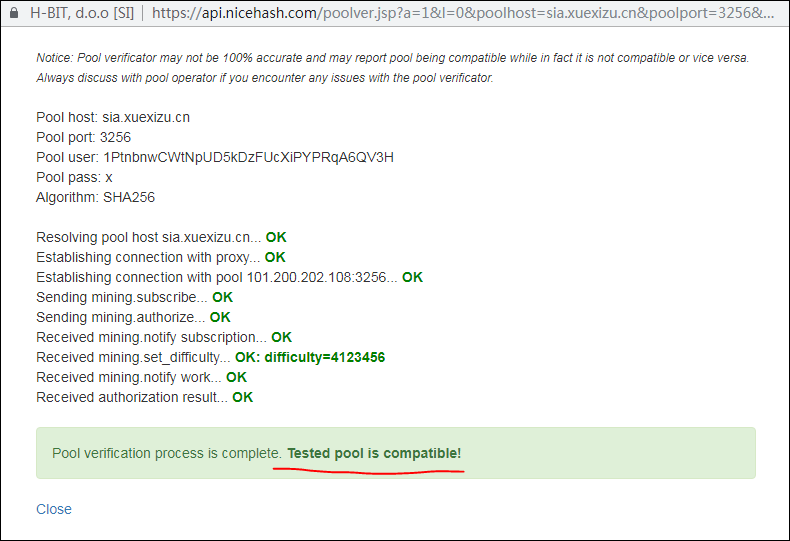 H-BIT, d.o.o [SI] | https://api.nicehash.com/poolver.jsp?a=1&l=0&poolhost=sia.xuexizu.cn&poolport=3256&...
Notice: Pool verificator may not be 100% accurate and may report pool being compatible while in fact it is not compatible or vice versa.
Always discuss with pool operator if you encounter any issues with the pool verificator.
Pool host: sia.xuexizu.cn
Pool port: 3256
Pool user: 1PtnbnwCWtNpUD5kDzFUcXiPYPRqA6QV3H
Pool pass: x
Algorithm: SHA256
Resolving pool host sia.xuexizu.cn... OK
Establishing connection with proxy... OK
Establishing connection with pool 101.200.202.108:3256... OK
Sending mining.subscribe... OK
Sending mining.authorize... OK
Received mining.notify subscription... OK
Received mining.set_difficulty... OK: difficulty=4123456
Received mining.notify work... OK
Received authorization result... OK
Pool verification process is complete. Tested pool is compatible!
Close